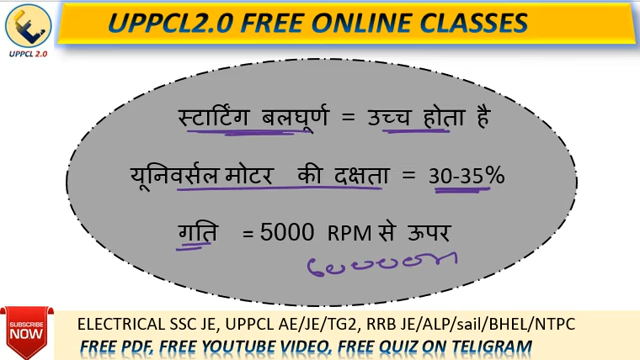 UPPCL2.0 FREE ONLINE CLASSES
UPPCL 2.0
स्टार्टिंग बलघूर्ण = उच्च होता है
यूनिवर्सल मोटर की दक्षता = 30-35%
गति = 5000 RPM से ऊपर
SUBSCRIBE
NOW
ELECTRICAL SSC JE, UPPCL AE/JE/TG2, RRB JE/ALP/sail/BHEL/NTPC
FREE PDF, FREE YOUTUBE VIDEO, FREE QUIZ ON TELIGRAM